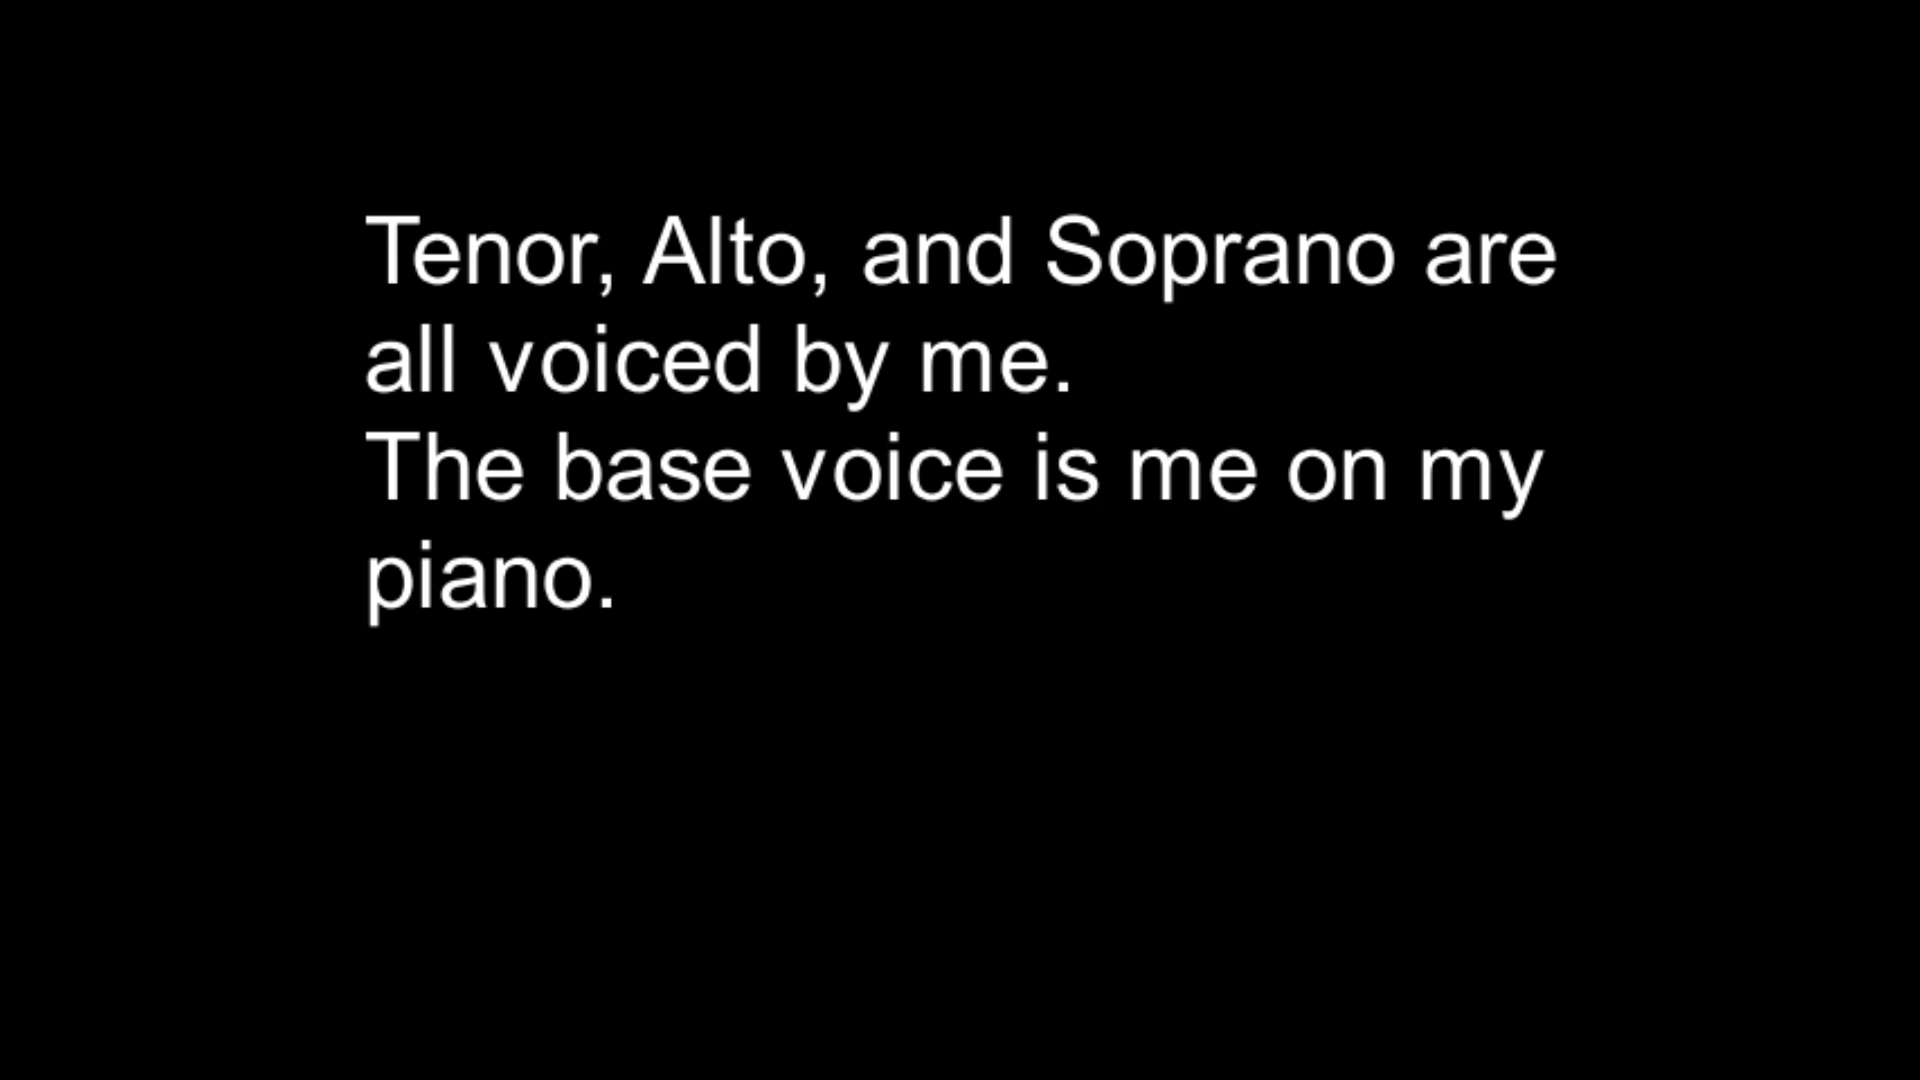 Tenor, Alto, and Soprano are
all voiced by me.
The base voice is me on my
piano.